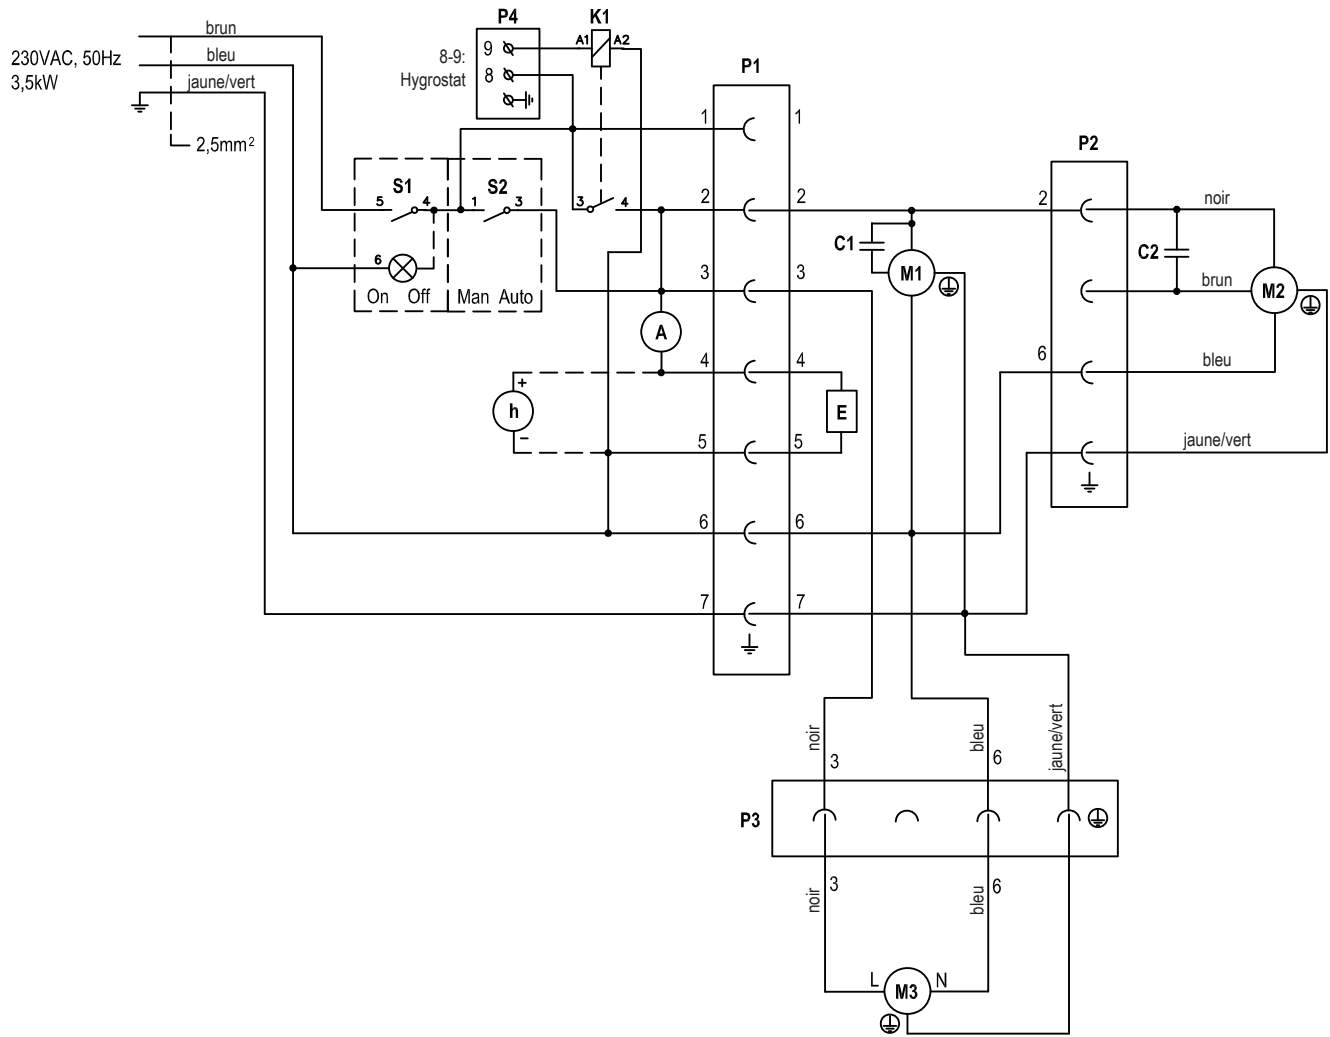 brun
230VAC, 50Hz
bleu
3,5kW
jaune/vert
2,5mm²
P4
K1
8-9:
Hygrostat
9
8
A1
A2
P1
1
1
P2
S1
S2
5
4
1
3
3
4
2
2
2
noir
C1
C2
M1
6
On
Off
Man
Auto
3
3
brun
M2
A
4
4
6
bleu
+
h
–
E
5
5
jaune/vert
6
6
7
7
noir
3
bleu
6
jaune/vert
P3
noir
3
bleu
6
L
M3
N